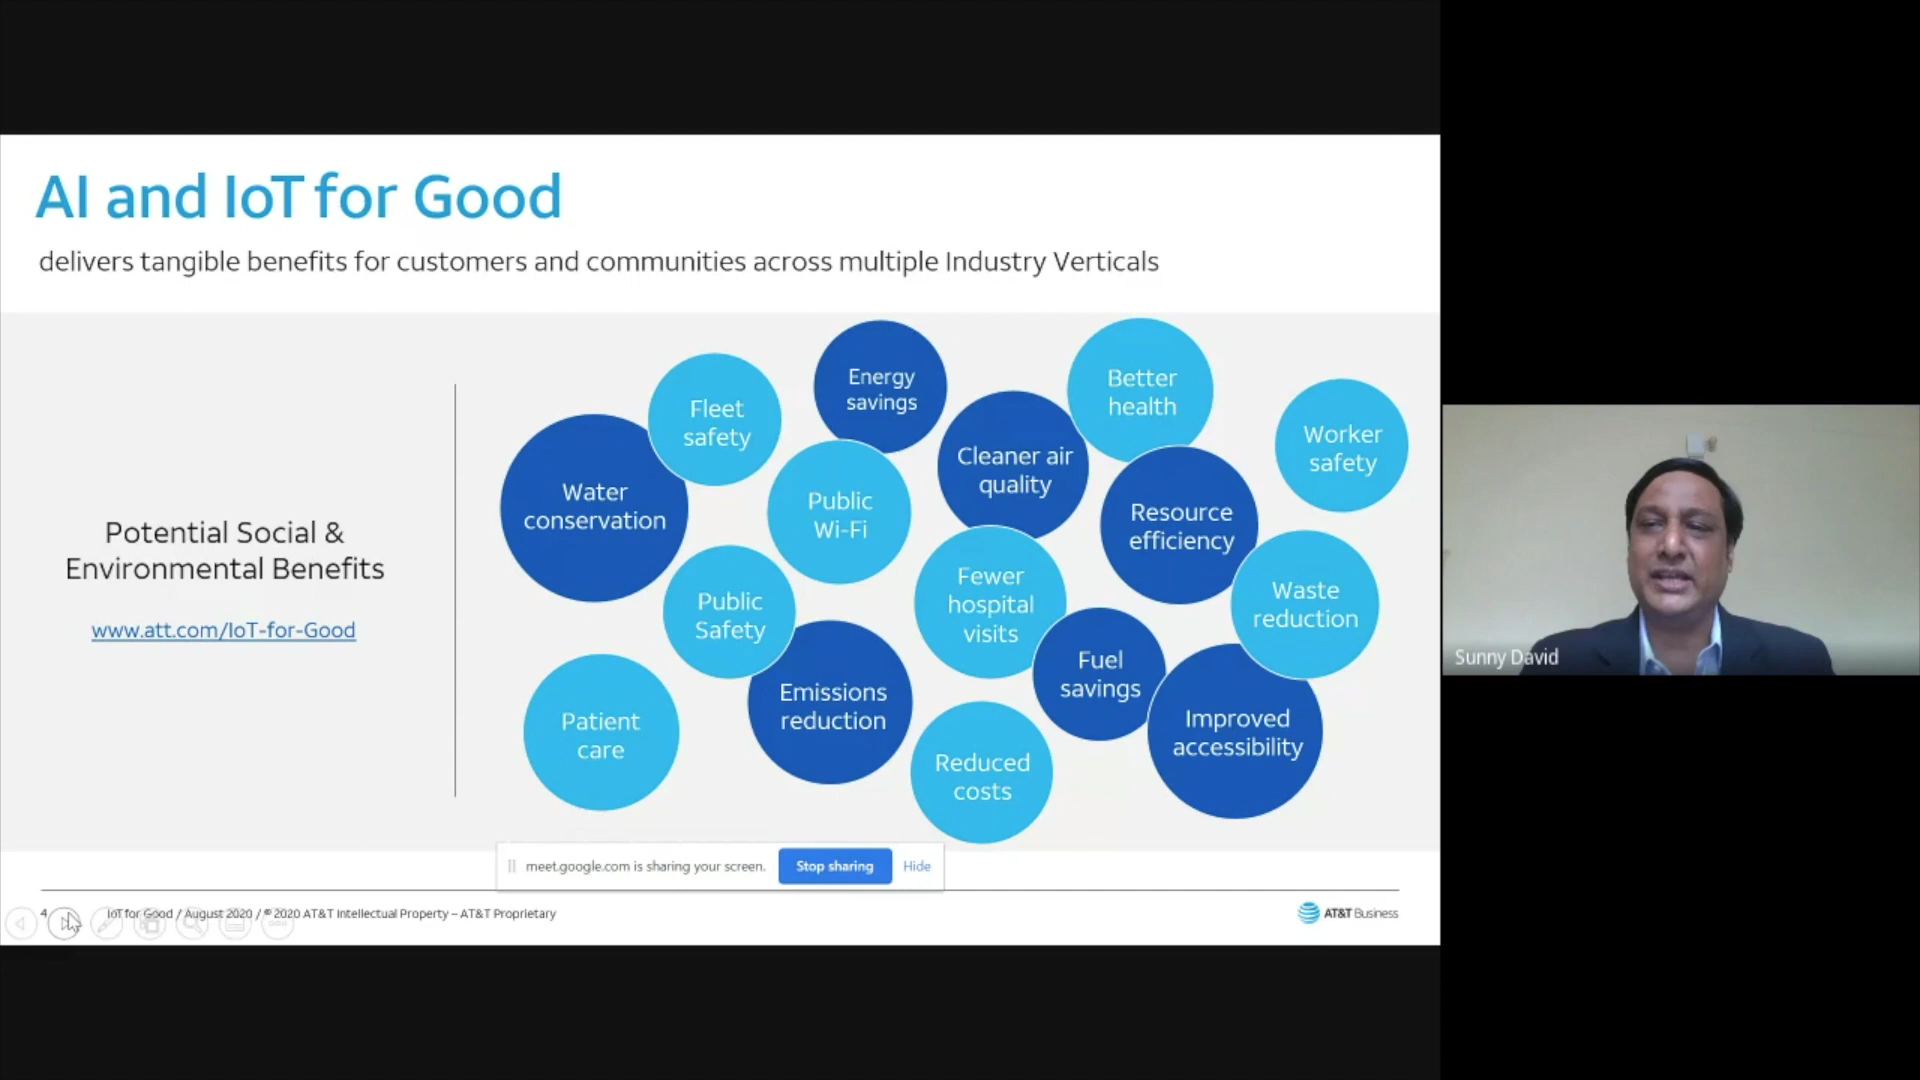 AI and IoT for Good
delivers tangible benefits for customers and communities across multiple Industry Verticals
Potential Social &
Environmental Benefits
www.att.com/IoT-for-Good
Water
conservation
Fleet
safety
Energy
savings
Public
Wi-Fi
Cleaner air
quality
Better
health
Worker
safety
Resource
efficiency
Public
Safety
Fewer
hospital
visits
Waste
reduction
Patient
care
Emissions
reduction
Fuel
savings
Improved
accessibility
Reduced
costs
meet.google.com is sharing your screen.
Stop sharing
Hide
4
IoT for Good / August 2020 / © 2020 AT&T Intellectual Property – AT&T Proprietary
AT&T Business
Sunny David